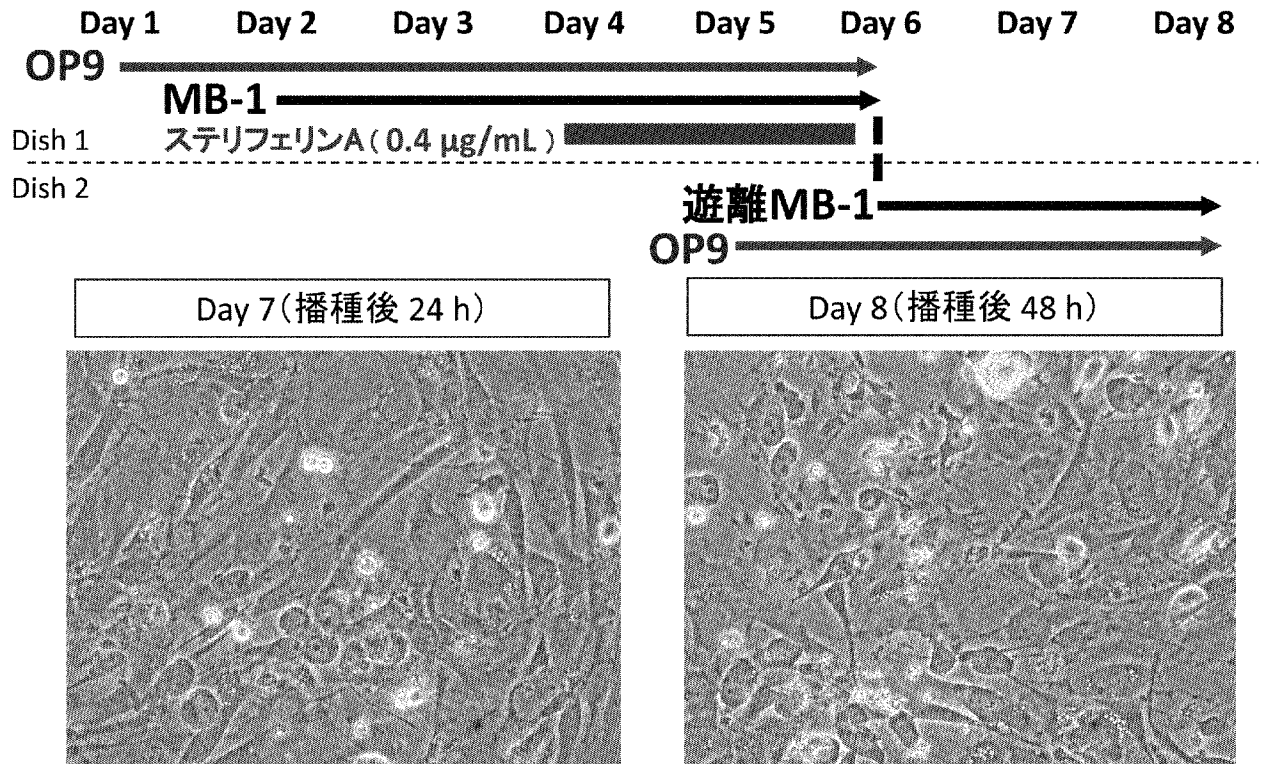 Day 1 Day 2 Day 3 Day 4 Day 5 Day 6 Day 7 Day 8
OP9
MB-1
Dish 1 ステリフェリンA( 0.4 µg/mL )
Dish 2
遊離MB-1
OP9
Day 7(播種後 24 h) Day 8(播種後 48 h)